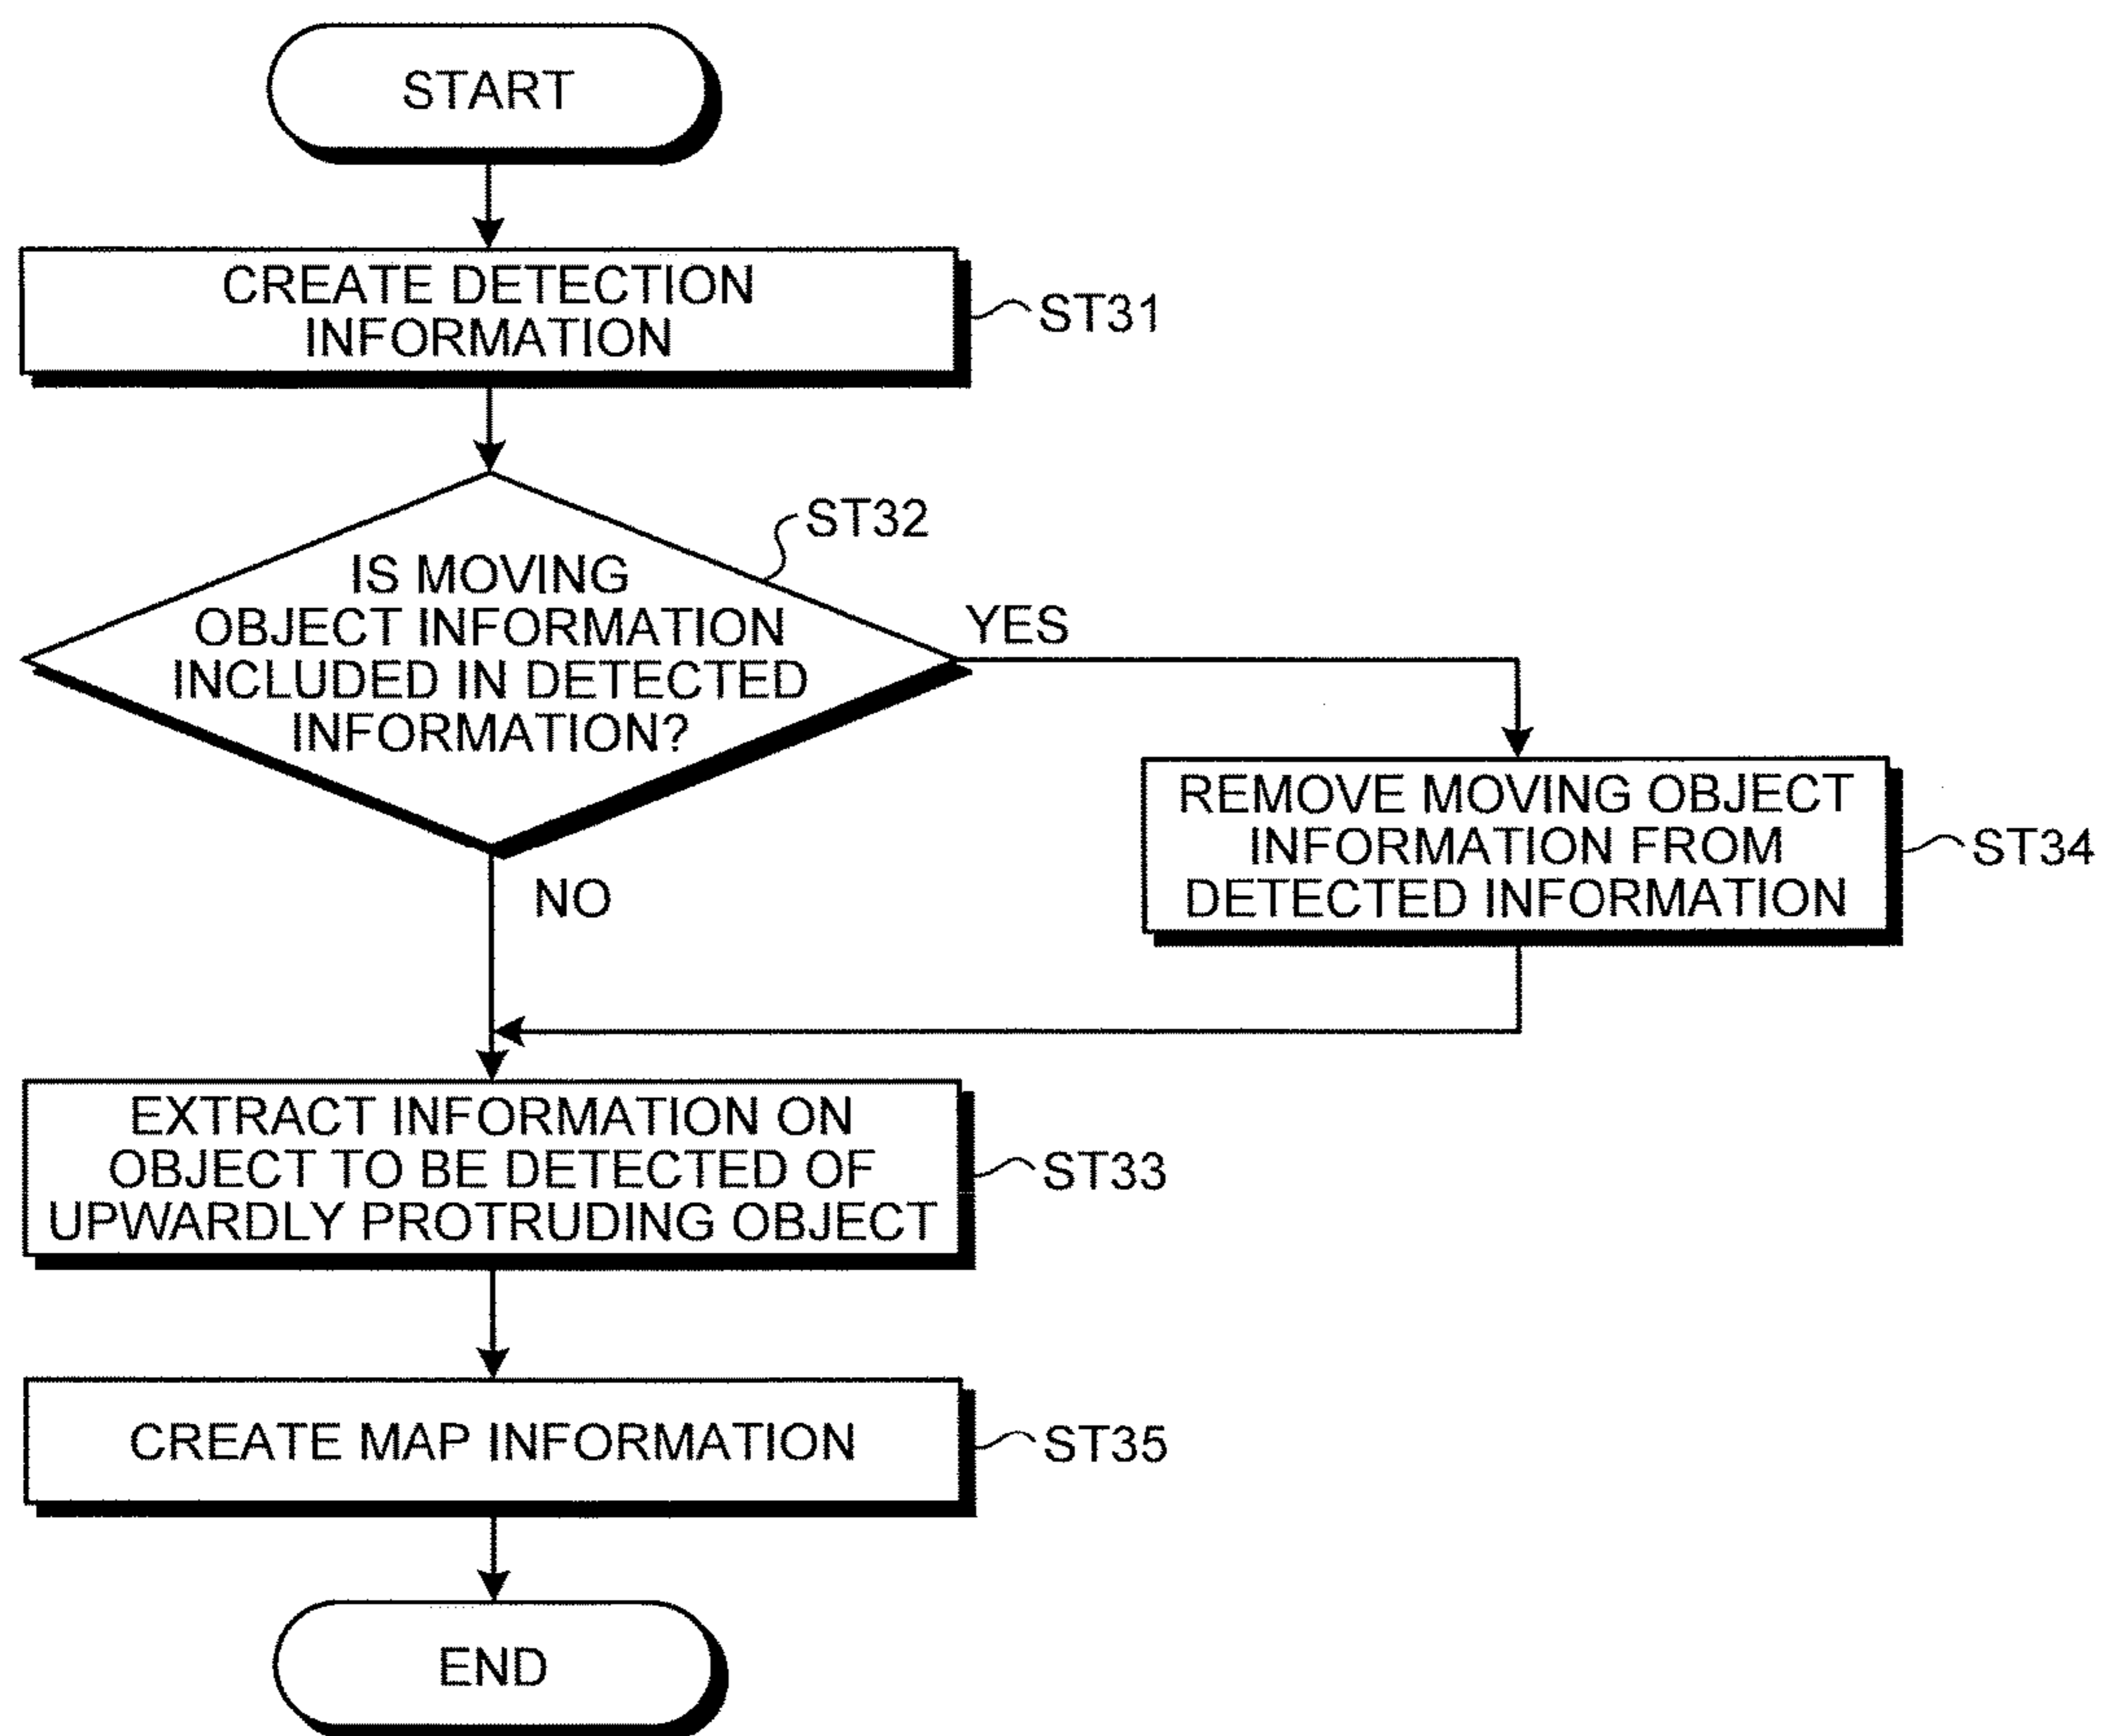 START
CREATE DETECTION
INFORMATION
ST31
ST32
IS MOVING
OBJECT INFORMATION
INCLUDED IN DETECTED
INFORMATION?
YES
NO
REMOVE MOVING OBJECT
INFORMATION FROM
DETECTED INFORMATION
ST34
EXTRACT INFORMATION ON
OBJECT TO BE DETECTED OF
UPWARDLY PROTRUDING OBJECT
ST33
CREATE MAP INFORMATION
ST35
END